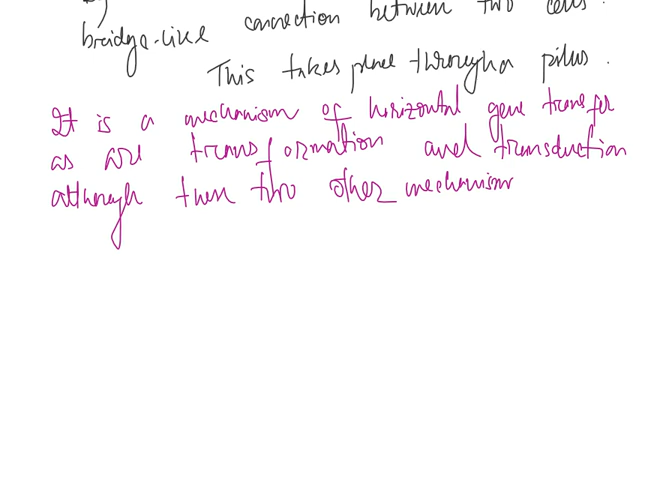 by
bridge-like connection between two cells.
This takes place through a pilus.
It is a mechanism of horizontal gene transfer
as are transformation and transduction
although these two other mechanism